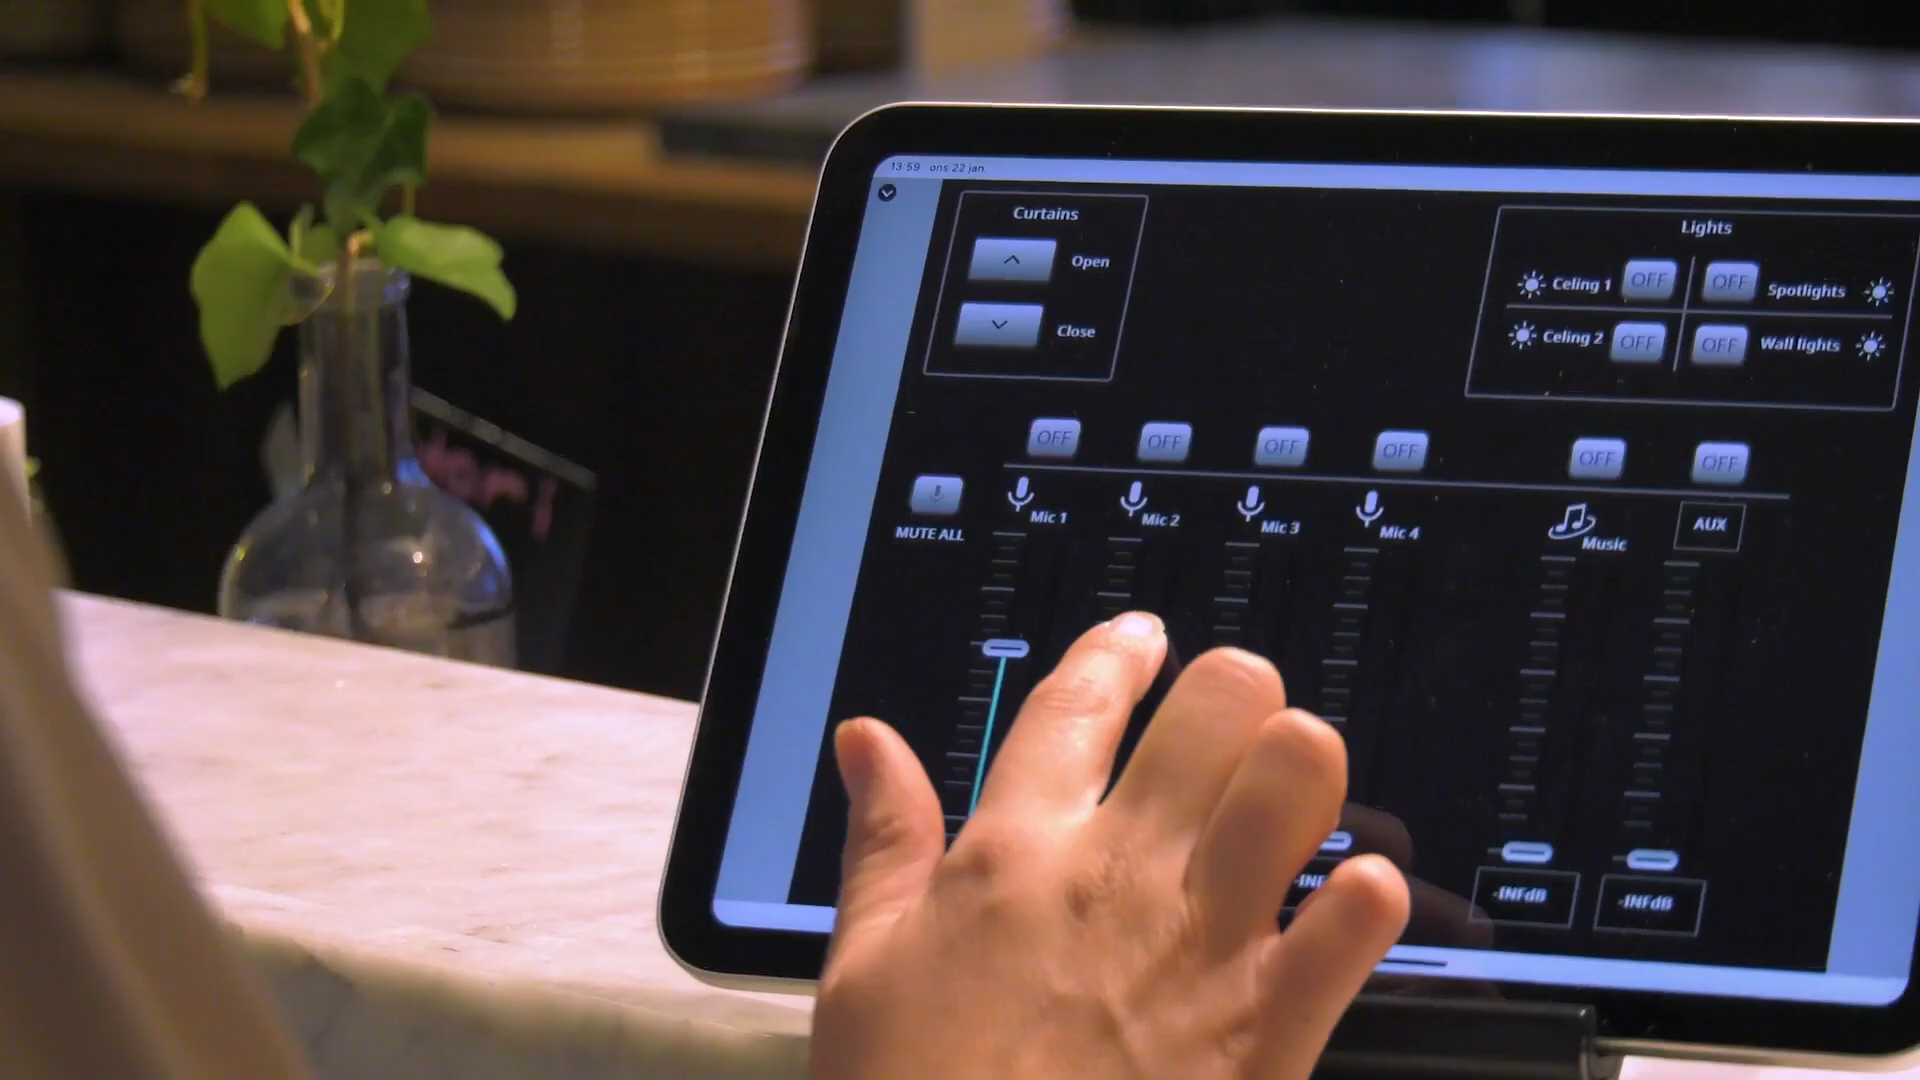 13:59 ons 22 jan.
Curtains
Open
Close
Lights
Celing 1 OFF
OFF Spotlights
Celing 2 OFF
OFF Wall lights
OFF OFF OFF OFF OFF OFF
MUTE ALL
Mic 1
Mic 2
Mic 3
Mic 4
Music
AUX
-INF
-INFdB
-INFdB